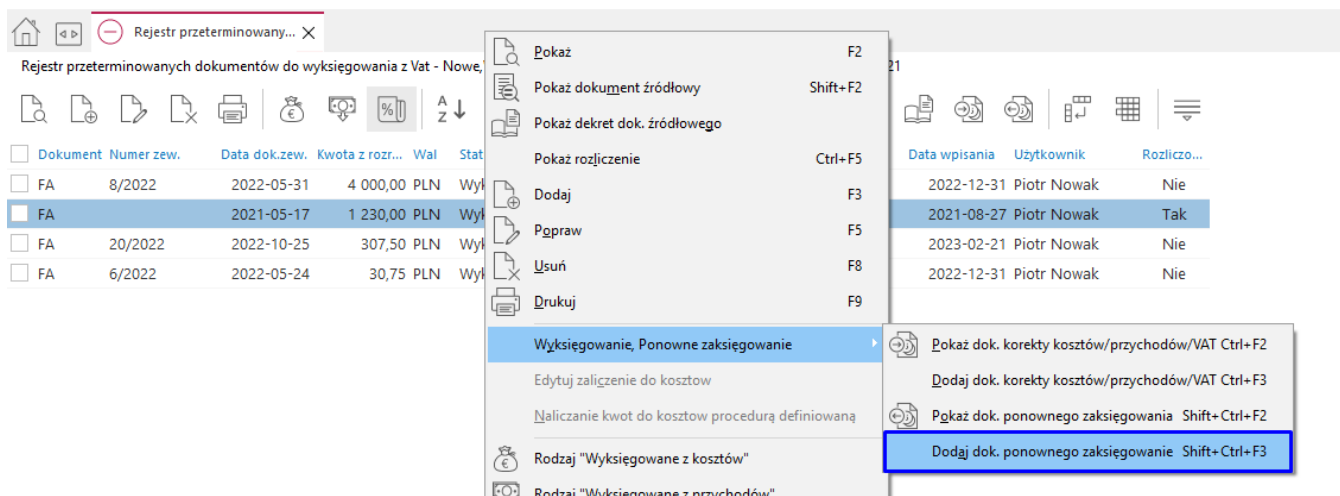 Rejestr przeterminowany...
Rejestr przeterminowanych dokumentów do wyksięgowania z Vat - Nowe,
21
Dokument Numer zew. Data dok.zew. Kwota z rozr... Wal Stat Data wpisania Użytkownik Rozliczo...
FA 8/2022 2022-05-31 4 000,00 PLN Wyk 2022-12-31 Piotr Nowak Nie
FA 2021-05-17 1 230,00 PLN Wyk 2021-08-27 Piotr Nowak Tak
FA 20/2022 2022-10-25 307,50 PLN Wyk 2023-02-21 Piotr Nowak Nie
FA 6/2022 2022-05-24 30,75 PLN Wyk 2022-12-31 Piotr Nowak Nie
Pokaż F2
Pokaż dokument źródłowy Shift+F2
Pokaż dekret dok. źródłowego
Pokaż rozliczenie Ctrl+F5
Dodaj F3
Popraw F5
Usuń F8
Drukuj F9
Wyksięgowanie, Ponowne zaksięgowanie
Edytuj zaliczenie do kosztow
Naliczanie kwot do kosztow procedurą definiowaną
Rodzaj "Wyksięgowane z kosztów"
Rodzaj "Wyksięgowane z przychodów"
Pokaż dok. korekty kosztów/przychodów/VAT Ctrl+F2
Dodaj dok. korekty kosztów/przychodów/VAT Ctrl+F3
Pokaż dok. ponownego zaksięgowania Shift+Ctrl+F2
Dodaj dok. ponownego zaksięgowanie Shift+Ctrl+F3